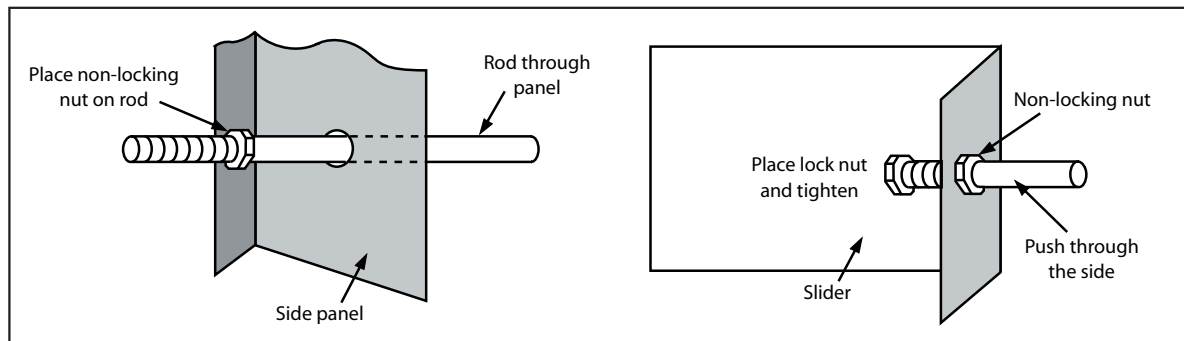 Place non-locking
nut on rod
Rod through
panel
Side panel
Non-locking nut
Place lock nut
and tighten
Push through
the side
Slider